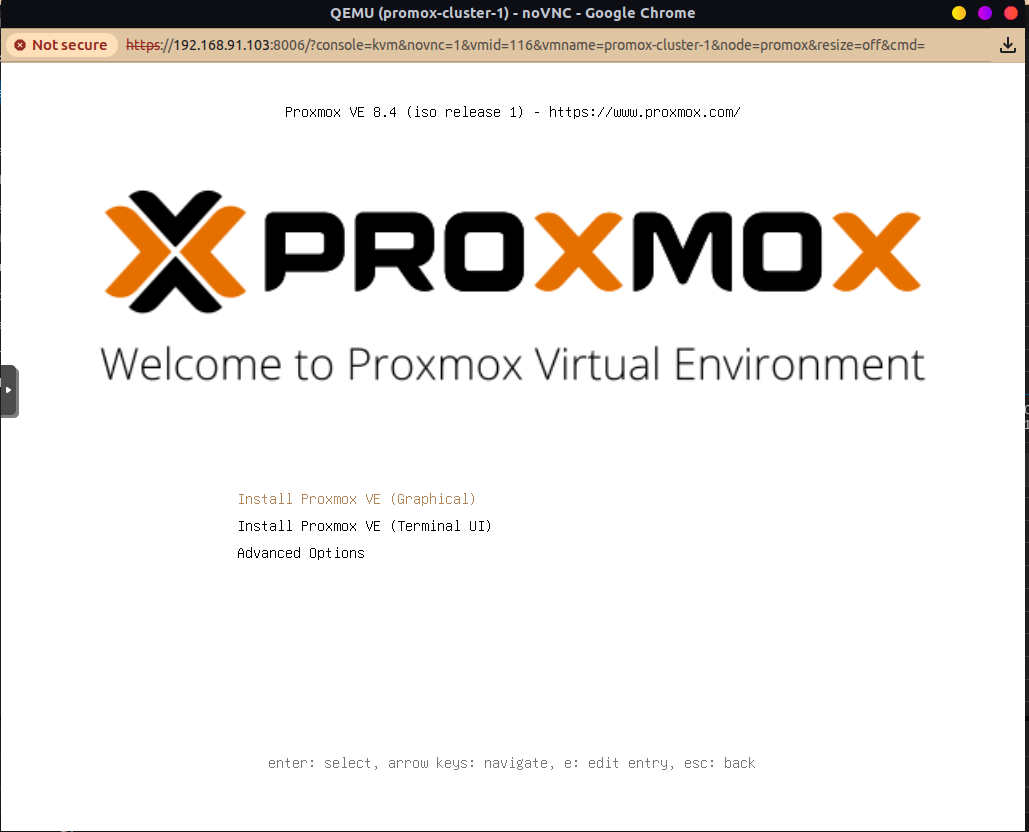 QEMU (promox-cluster-1) - noVNC - Google Chrome
Not secure https://192.168.91.103:8006/?console=kvm&novnc=1&vmid=116&vmname=promox-cluster-1&node=promox&resize=off&cmd=
Proxmox VE 8.4 (iso release 1) - https://www.proxmox.com/
PROXMOX
Welcome to Proxmox Virtual Environment
Install Proxmox VE (Graphical)
Install Proxmox VE (Terminal UI)
Advanced Options
enter: select, arrow keys: navigate, e: edit entry, esc: back